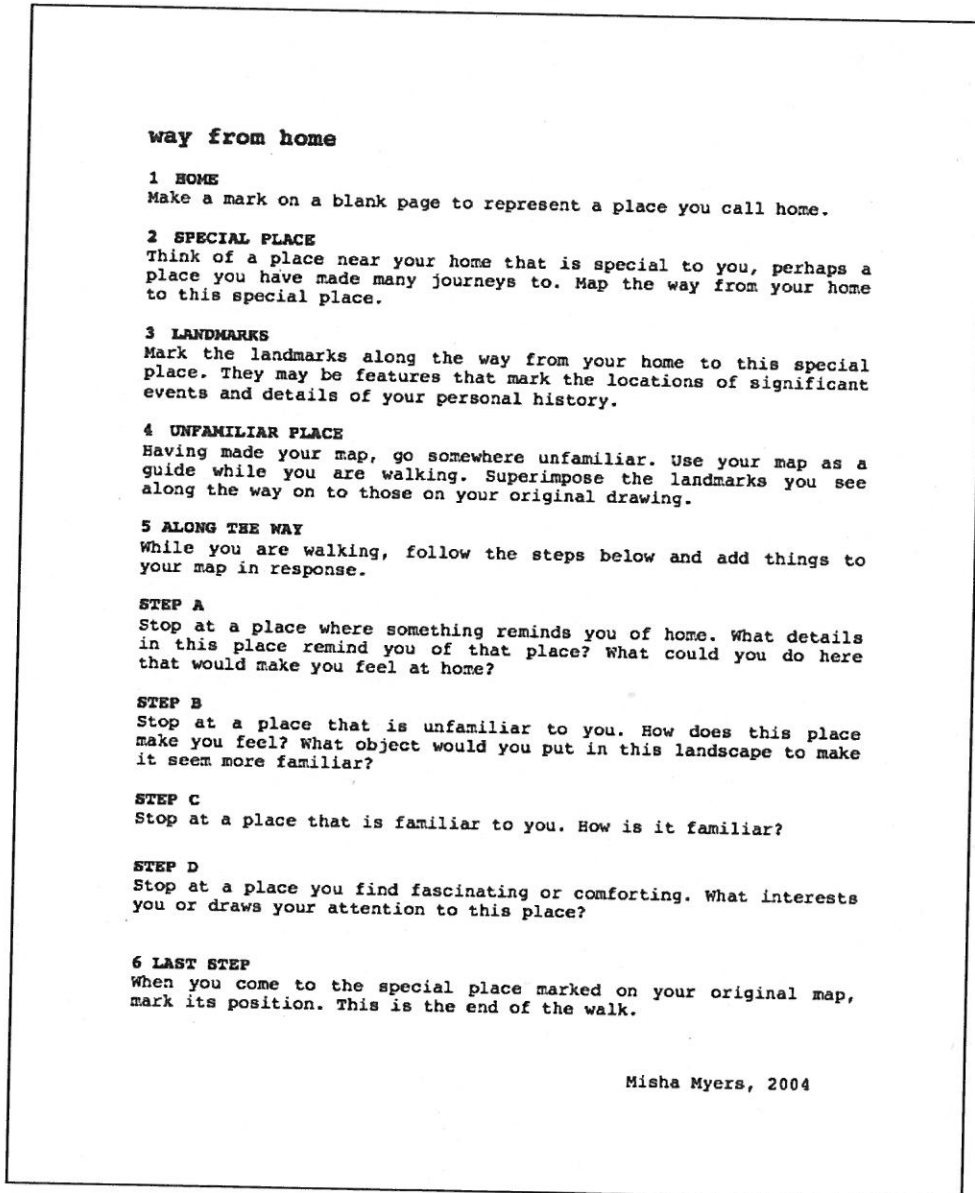 way from home
1 HOME
Make a mark on a blank page to represent a place you call home.
2 SPECIAL PLACE
Think of a place near your home that is special to you, perhaps a
place you have made many journeys to. Map the way from your home
to this special place.
3 LANDMARKS
Mark the landmarks along the way from your home to this special
place. They may be features that mark the locations of significant
events and details of your personal history.
4 UNFAMILIAR PLACE
Having made your map, go somewhere unfamiliar. Use your map as a
guide while you are walking. Superimpose the landmarks you see
along the way on to those on your original drawing.
5 ALONG THE WAY
While you are walking, follow the steps below and add things to
your map in response.
STEP A
Stop at a place where something reminds you of home. What details
in this place remind you of that place? What could you do here
that would make you feel at home?
STEP B
Stop at a place that is unfamiliar to you. How does this place
make you feel? What object would you put in this landscape to make
it seem more familiar?
STEP C
Stop at a place that is familiar to you. How is it familiar?
STEP D
Stop at a place you find fascinating or comforting. What interests
you or draws your attention to this place?
6 LAST STEP
When you come to the special place marked on your original map,
mark its position. This is the end of the walk.
Misha Myers, 2004